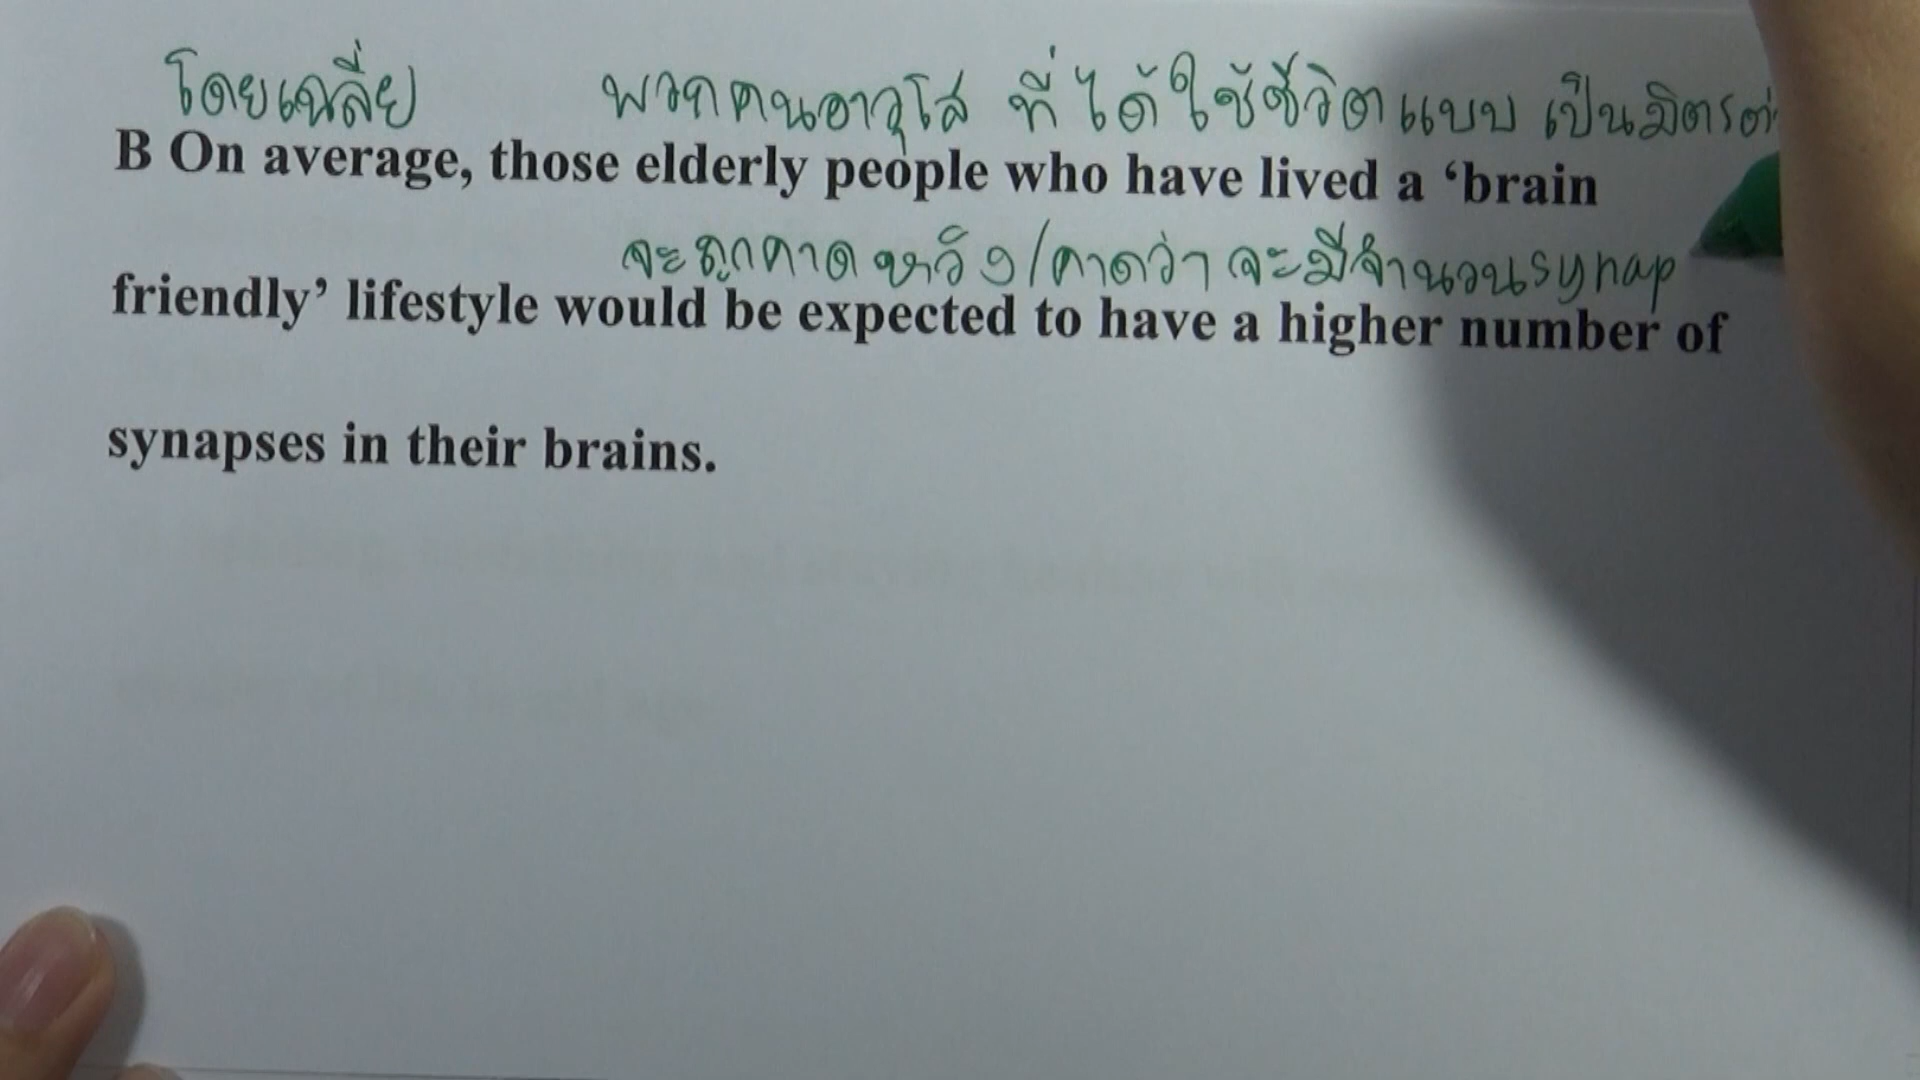 โดยเฉลี่ย พวกคนอาวุโส ที่ ได้ใช้ชีวิตแบบ เป็นมิตรต่
B On average, those elderly people who have lived a ‘brain
จะถูกคาดหวัง/คาดว่า จะมีจำนวนsynap
friendly’ lifestyle would be expected to have a higher number of
synapses in their brains.